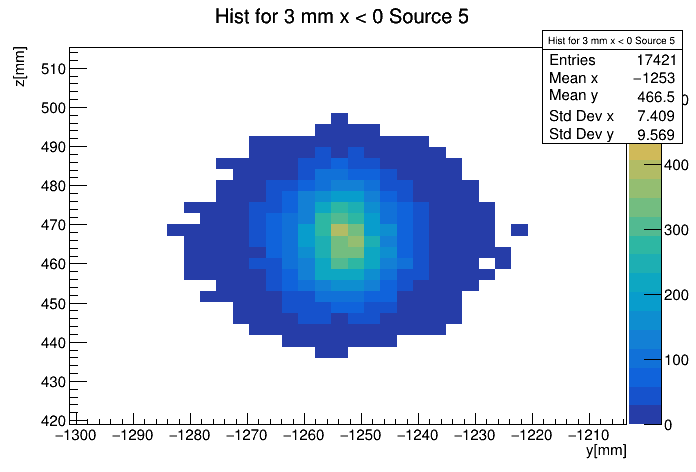 Hist for 3 mm x < 0 Source 5
z[mm]
Hist for 3 mm x < 0 Source 5
Entries 17421
Mean x −1253
Mean y 466.5
Std Dev x 7.409
Std Dev y 9.569
510
500
490
480
470
460
450
440
430
420
0
400
300
200
100
0
−1300 −1290 −1280 −1270 −1260 −1250 −1240 −1230 −1220 −1210
y[mm]